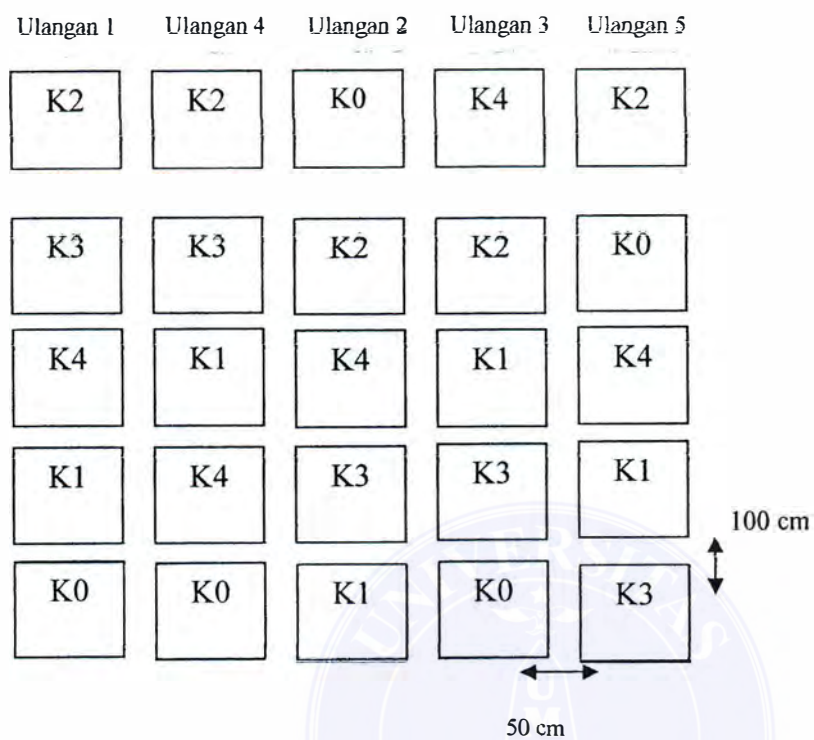 Ulangan 1 Ulangan 4 Ulangan 2 Ulangan 3 Ulangan 5
K2 K2 K0 K4 K2
K3 K3 K2 K2 K0
K4 K1 K4 K1 K4
K1 K4 K3 K3 K1
100 cm
K0 K0 K1 K0 K3
50 cm
UNIVERSITAS